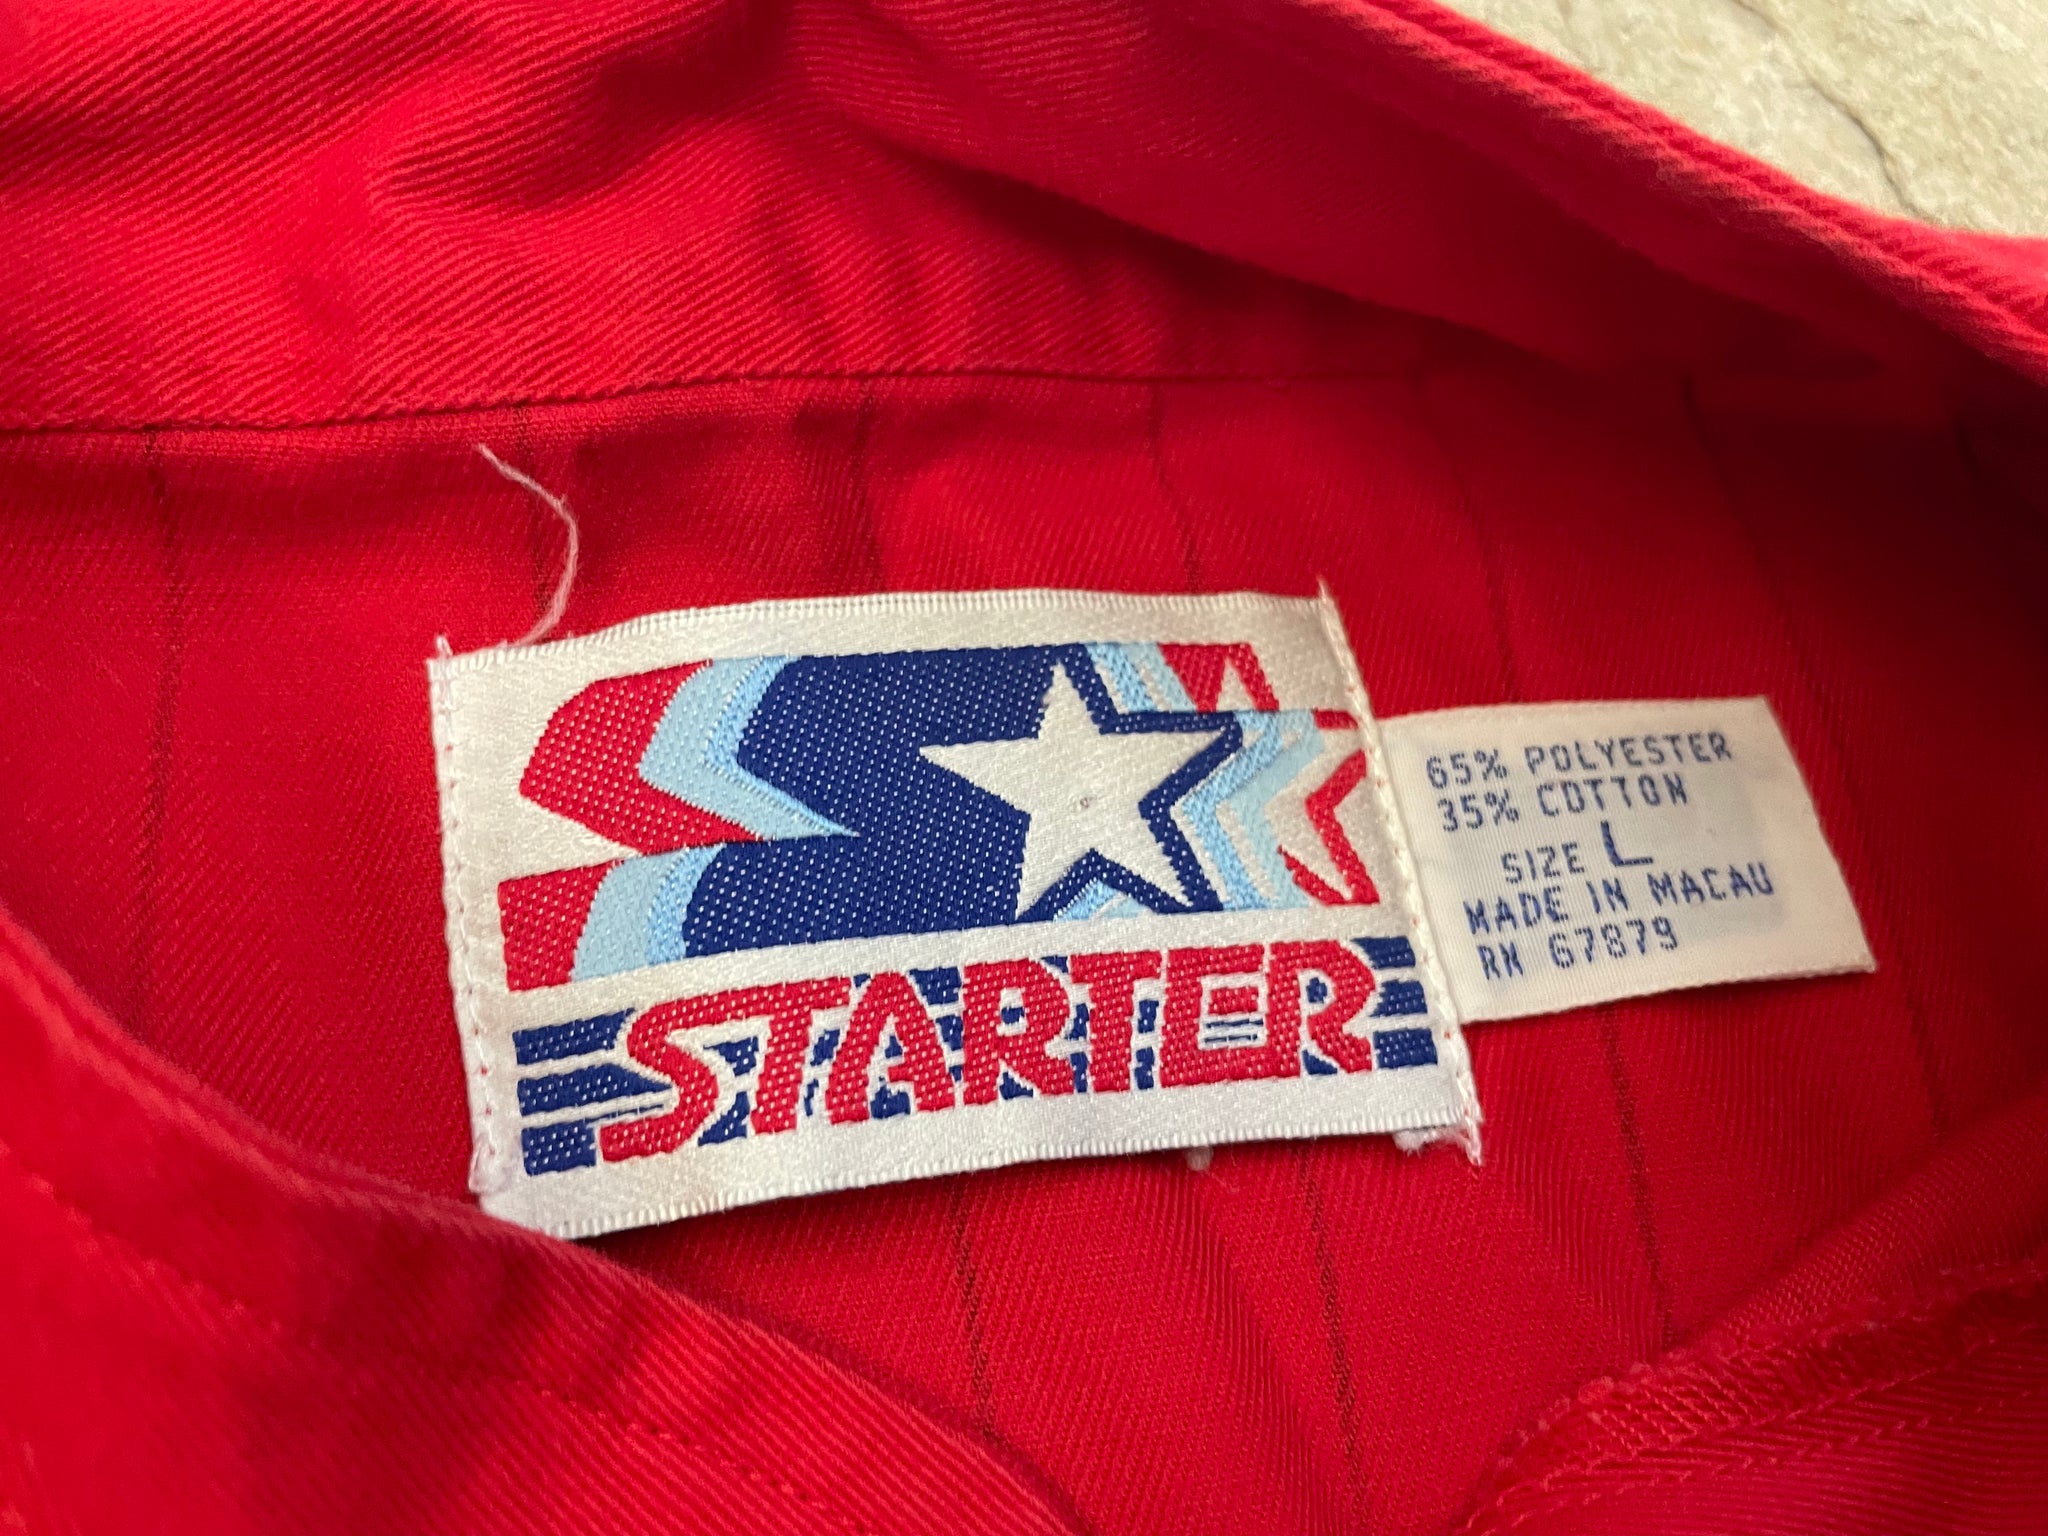 STARTER
65% POLYESTER
35% COTTON
SIZE L
MADE IN MACAU
RN 67879